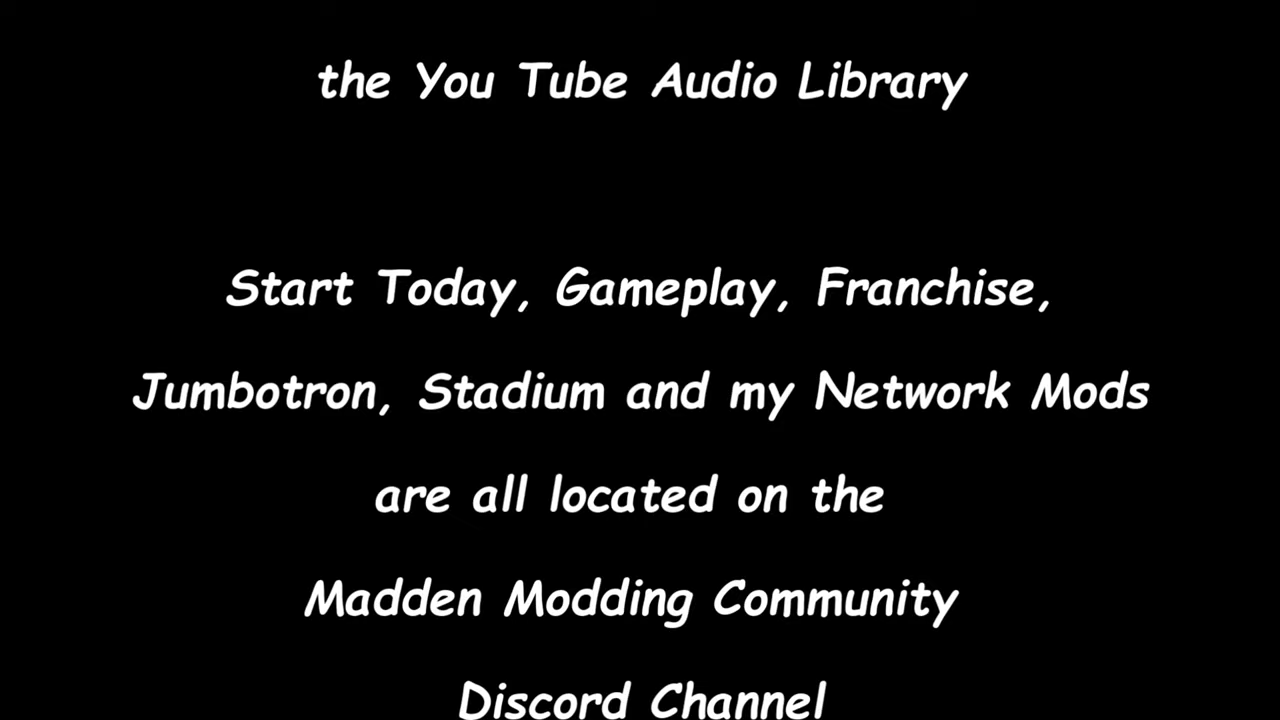 the You Tube Audio Library
Start Today, Gameplay, Franchise,
Jumbotron, Stadium and my Network Mods
are all located on the
Madden Modding Community
Discord Channel